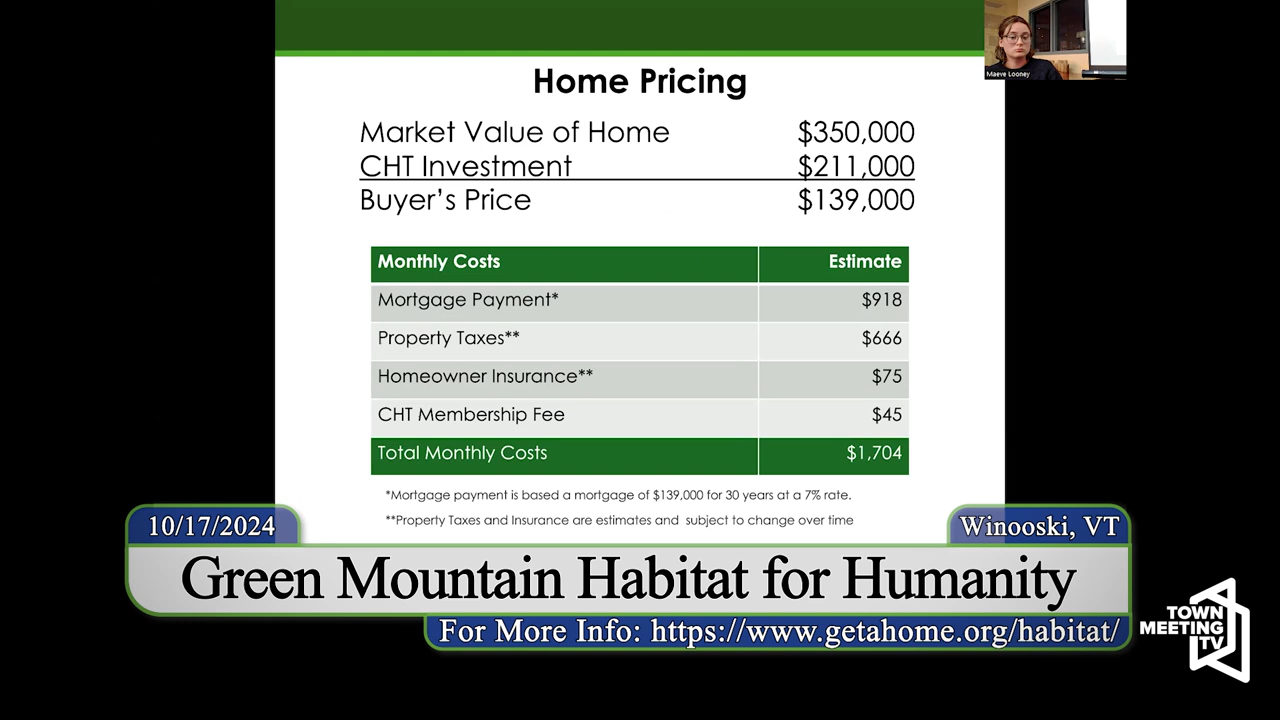 Home Pricing
Maeve Looney
Market Value of Home $350,000
CHT Investment $211,000
Buyer's Price $139,000
Monthly Costs Estimate
Mortgage Payment* $918
Property Taxes** $666
Homeowner Insurance** $75
CHT Membership Fee $45
Total Monthly Costs $1,704
*Mortgage payment is based a mortgage of $139,000 for 30 years at a 7% rate.
**Property Taxes and Insurance are estimates and subject to change over time
10/17/2024 Winooski, VT
Green Mountain Habitat for Humanity
For More Info: https://www.getahome.org/habitat/
TOWN
MEETING
TV